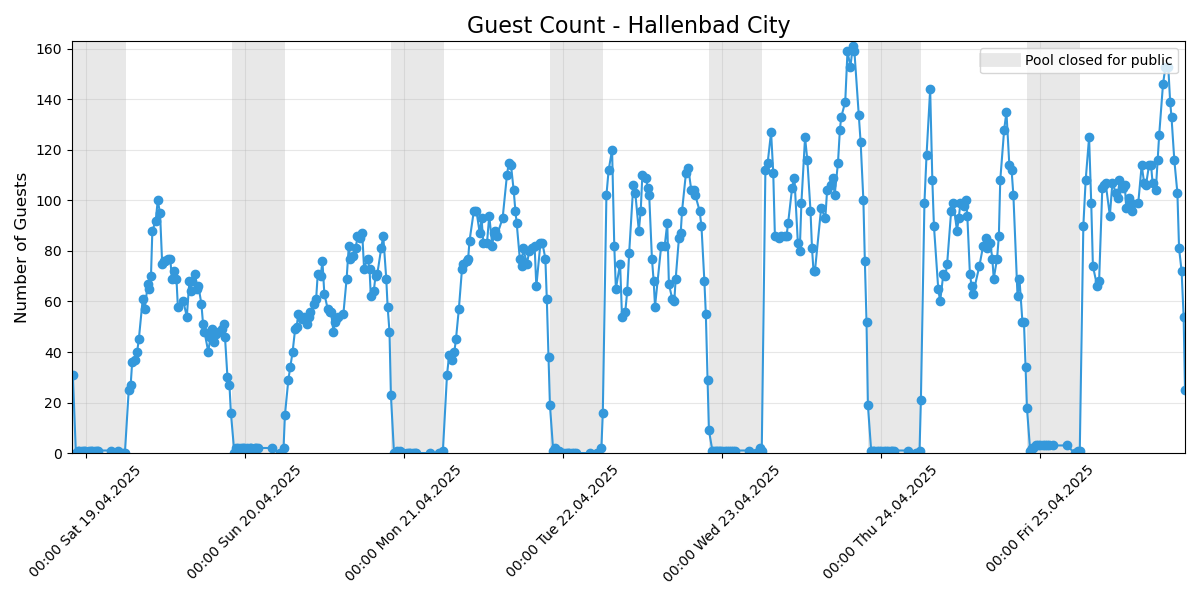 Guest Count - Hallenbad City
Pool closed for public
Number of Guests
160
140
120
100
80
60
40
20
0
00:00 Sat 19.04.2025
00:00 Sun 20.04.2025
00:00 Mon 21.04.2025
00:00 Tue 22.04.2025
00:00 Wed 23.04.2025
00:00 Thu 24.04.2025
00:00 Fri 25.04.2025